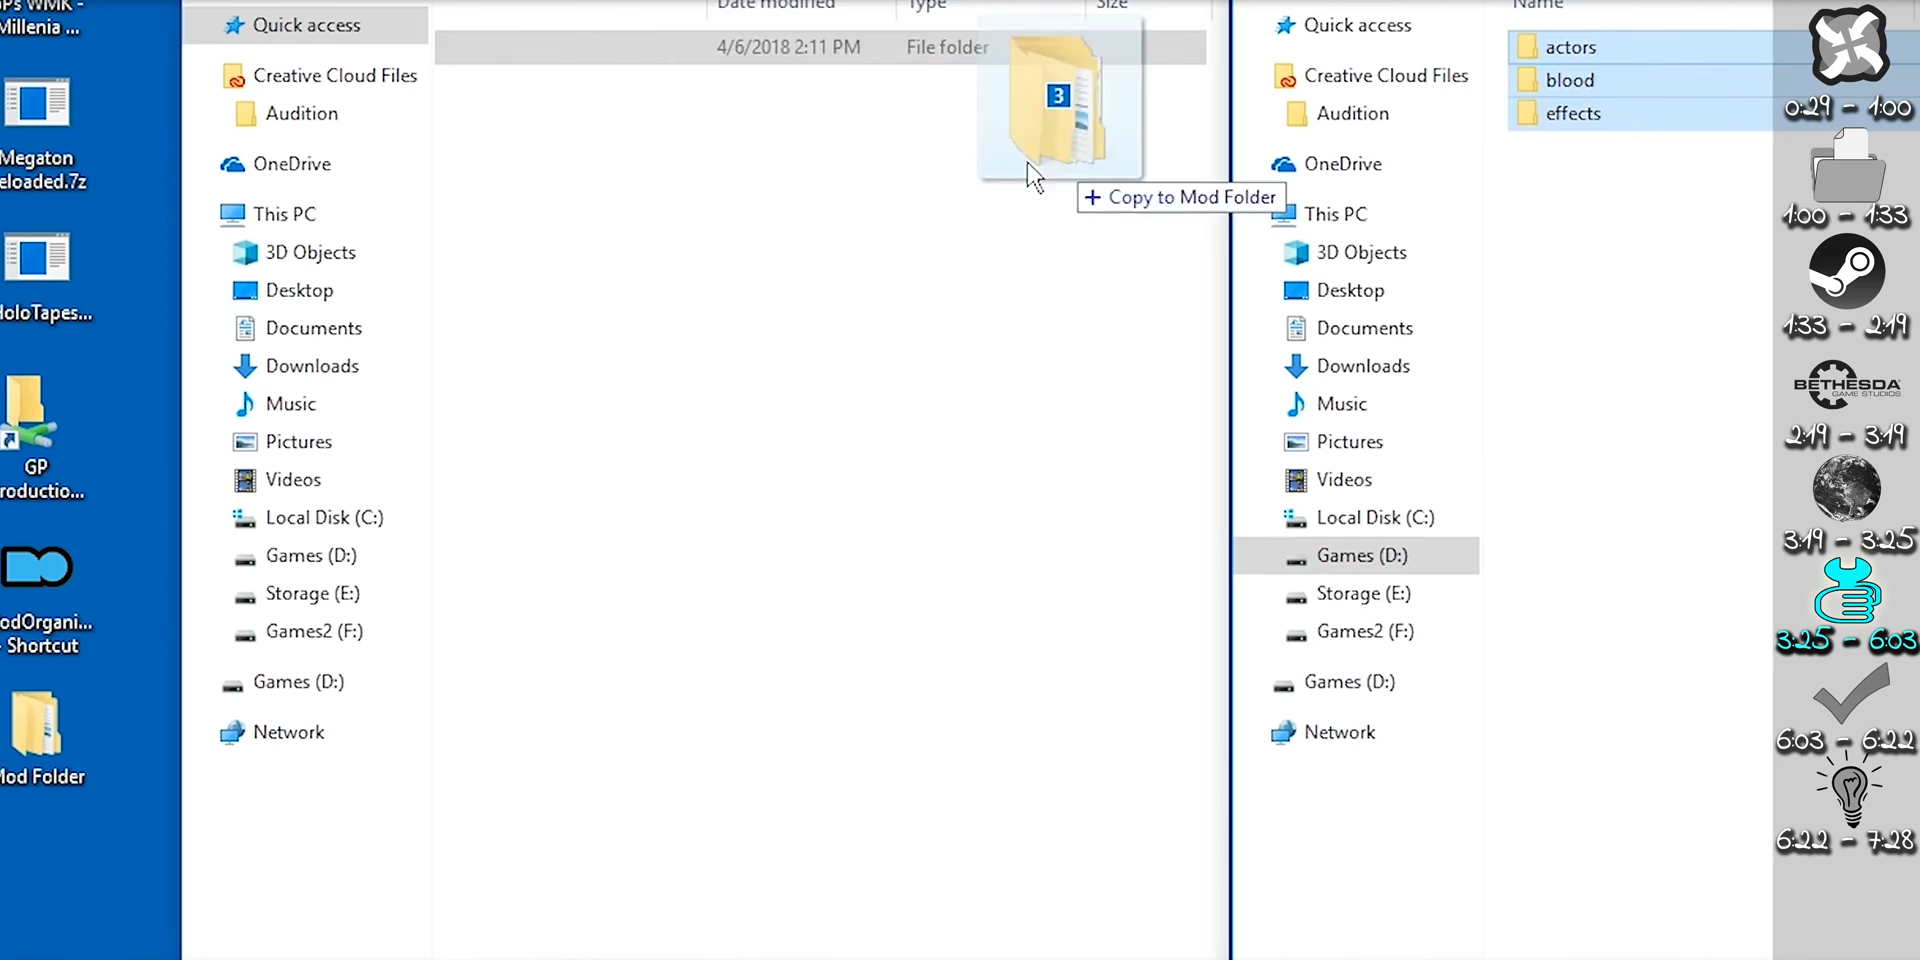 GPs WMK -
Millenia ...
Megaton
eloaded.7z
oloTapes...
GP
roductio...
odOrgani...
- Shortcut
Mod Folder
Quick access
Creative Cloud Files
Audition
OneDrive
This PC
3D Objects
Desktop
Documents
Downloads
Music
Pictures
Videos
Local Disk (C:)
Games (D:)
Storage (E:)
Games2 (F:)
Games (D:)
Network
Date modified Type Size
4/6/2018 2:11 PM File folder
3
+ Copy to Mod Folder
Quick access
Creative Cloud Files
Audition
OneDrive
This PC
3D Objects
Desktop
Documents
Downloads
Music
Pictures
Videos
Local Disk (C:)
Games (D:)
Storage (E:)
Games2 (F:)
Games (D:)
Network
Name
actors
blood
effects
0:29 - 1:00
1:00 - 1:33
1:33 - 2:19
BETHESDA
GAME STUDIOS
2:19 - 3:19
3:19 - 3:25
3:25 - 6:03
6:03 - 6:22
6:22 - 7:28